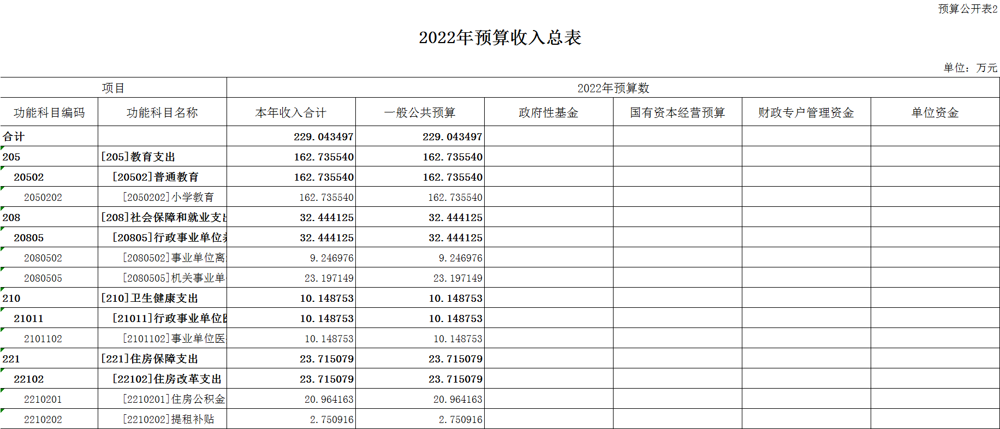 预算公开表2
2022年预算收入总表
单位：万元
项目 2022年预算数
功能科目编码 功能科目名称 本年收入合计 一般公共预算 政府性基金 国有资本经营预算 财政专户管理资金 单位资金
合计 229.043497 229.043497
205 [205]教育支出 162.735540 162.735540
20502 [20502]普通教育 162.735540 162.735540
2050202 [2050202]小学教育 162.735540 162.735540
208 [208]社会保障和就业支出 32.444125 32.444125
20805 [20805]行政事业单位 32.444125 32.444125
2080502 [2080502]事业单位离 9.246976 9.246976
2080505 [2080505]机关事业单 23.197149 23.197149
210 [210]卫生健康支出 10.148753 10.148753
21011 [21011]行政事业单位医 10.148753 10.148753
2101102 [2101102]事业单位医 10.148753 10.148753
221 [221]住房保障支出 23.715079 23.715079
22102 [22102]住房改革支出 23.715079 23.715079
2210201 [2210201]住房公积金 20.964163 20.964163
2210202 [2210202]提租补贴 2.750916 2.750916